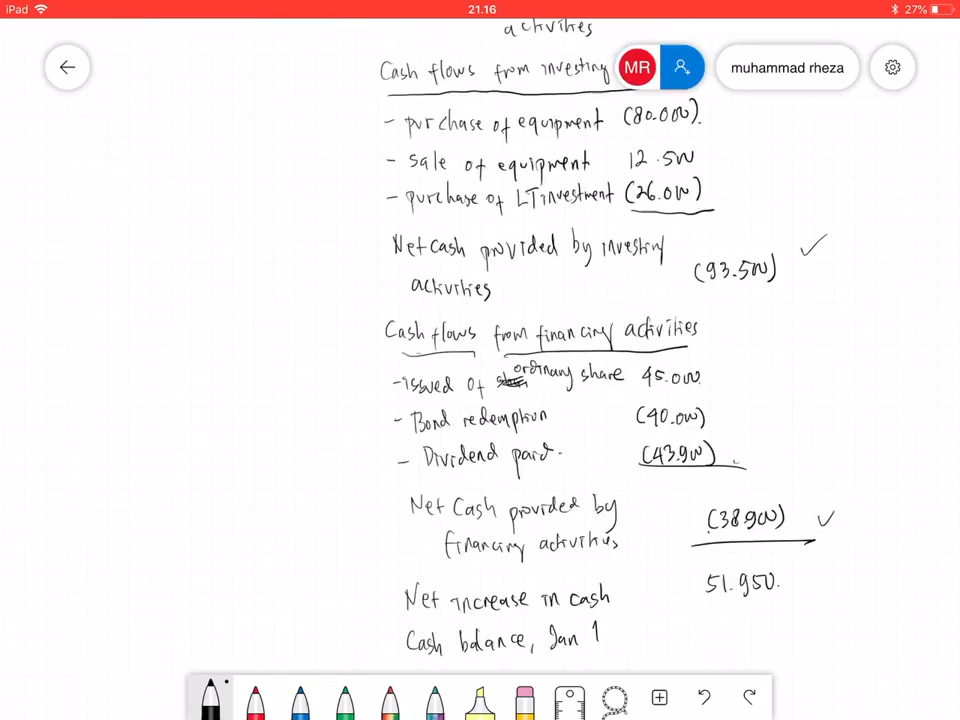 iPad
21.16
27%
activities
Cash flows from investing
MR
muhammad rheza
- purchase of equipment (80.000).
- sale of equipment 12.500
- purchase of LT investment (26.000)
Net cash provided by investing
activities (93.500)
Cash flows from financing activities
- issued of ordinary share 45.000
- Bond redemption (40.000)
- Dividend paid. (43.900)
Net Cash provided by
financing activities (38.900)
51.950.
Net increase in cash
Cash balance, Jan 1